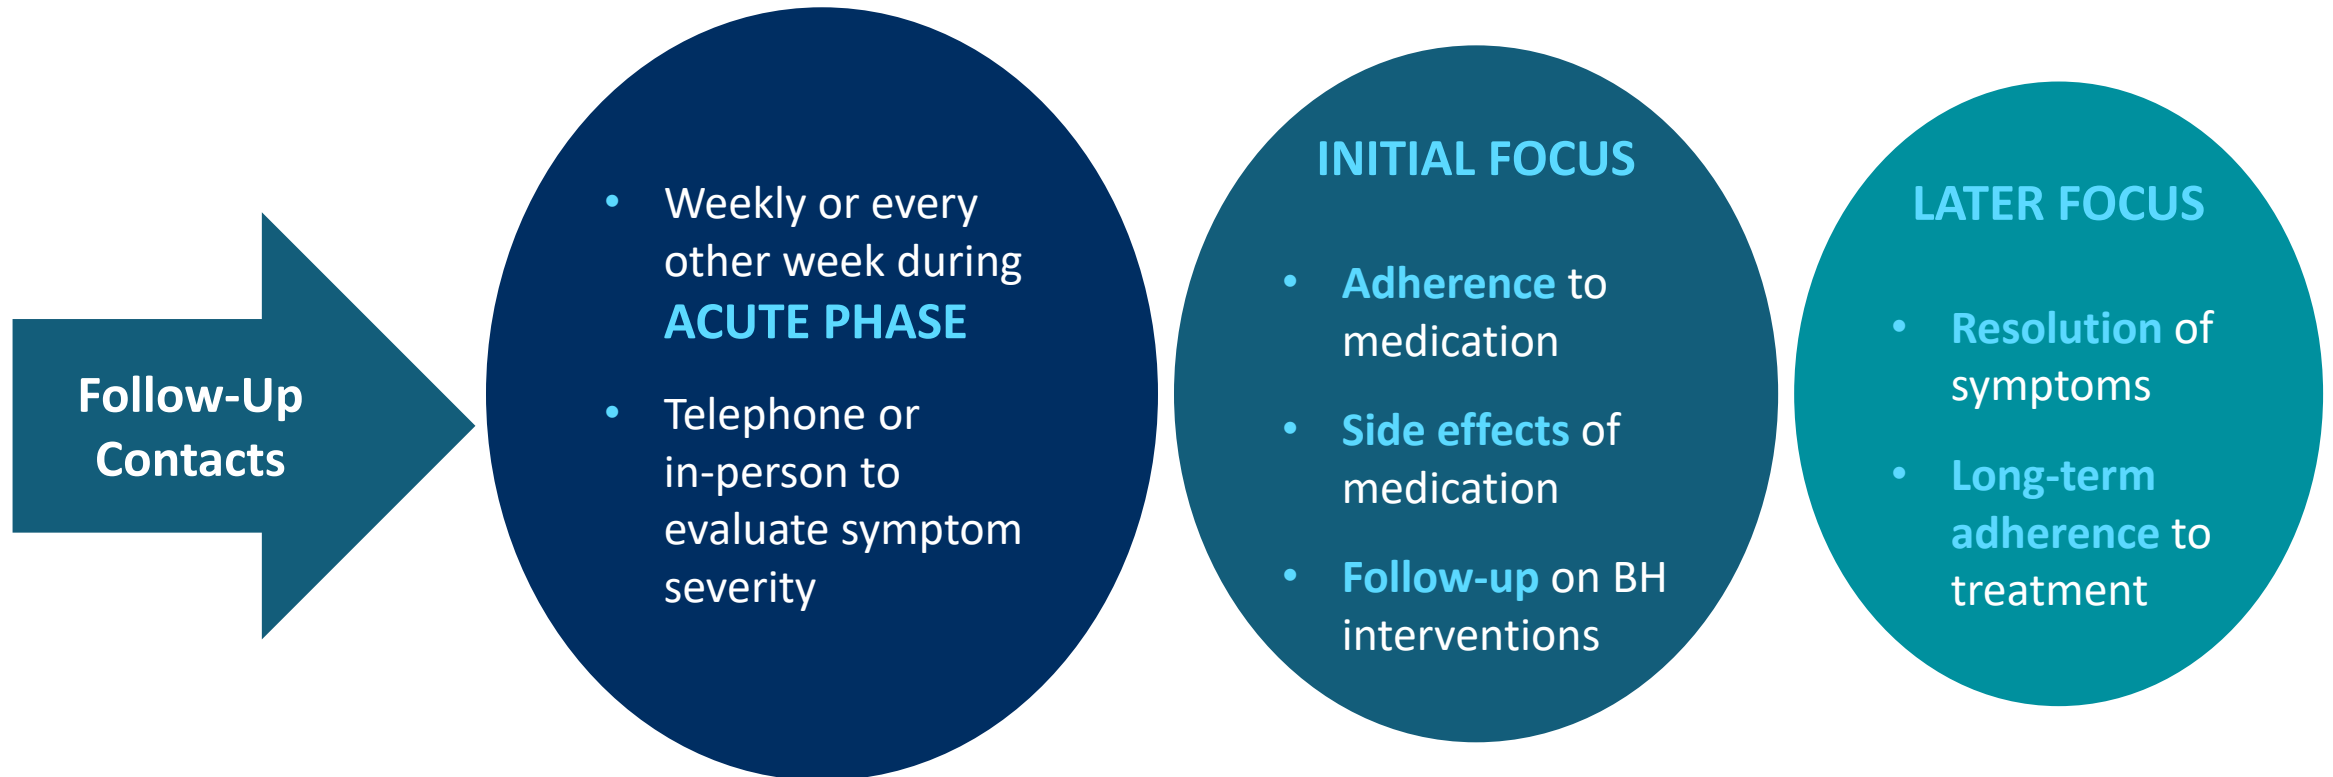 Follow-Up
Contacts
• Weekly or every
other week during
ACUTE PHASE
• Telephone or
in-person to
evaluate symptom
severity
INITIAL FOCUS
• Adherence to
medication
• Side effects of
medication
• Follow-up on BH
interventions
LATER FOCUS
• Resolution of
symptoms
• Long-term
adherence to
treatment